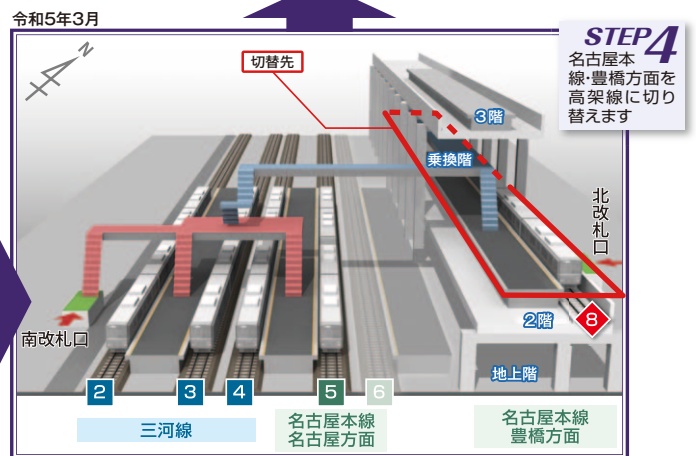 令和5年3月
STEP4
名古屋本
線・豊橋方面を
高架線に切り
替えます
N
切替先
3階
乗換階
北改札口
南改札口
2階
8
地上階
2
3
4
5
6
三河線
名古屋本線
名古屋方面
名古屋本線
豊橋方面